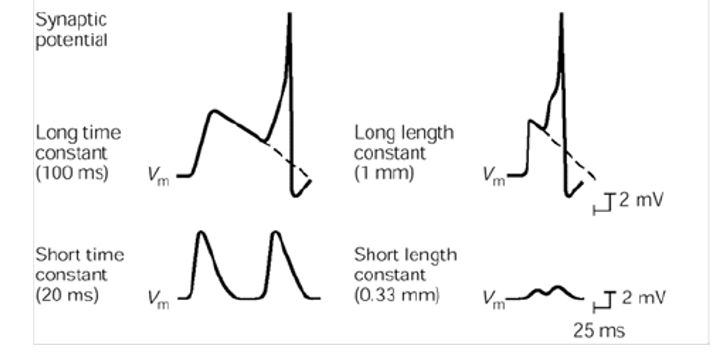 Synaptic
potential
Long time
constant
(100 ms)
Vm
Long length
constant
(1 mm)
Vm
2 mV
Short time
constant
(20 ms)
Vm
Short length
constant
(0.33 mm)
Vm
2 mV
25 ms